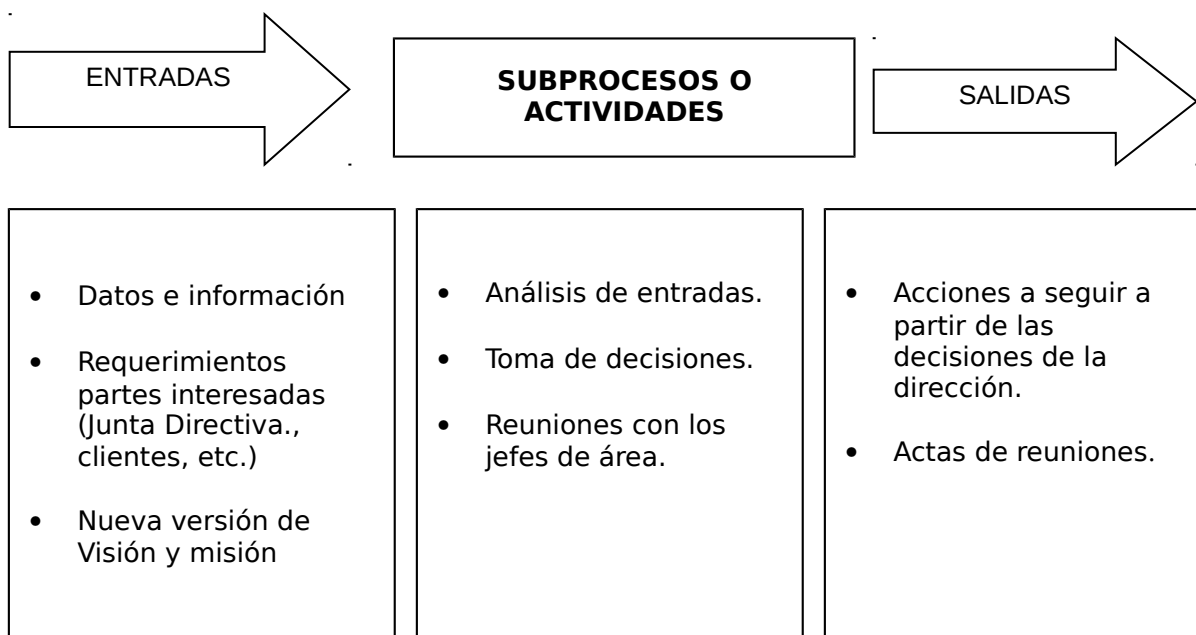 ENTRADAS
SUBPROCESOS O
ACTIVIDADES
SALIDAS
• Datos e información
• Requerimientos
partes interesadas
(Junta Directiva.,
clientes, etc.)
• Nueva versión de
Visión y misión
• Análisis de entradas.
• Toma de decisiones.
• Reuniones con los
jefes de área.
• Acciones a seguir a
partir de las
decisiones de la
dirección.
• Actas de reuniones.